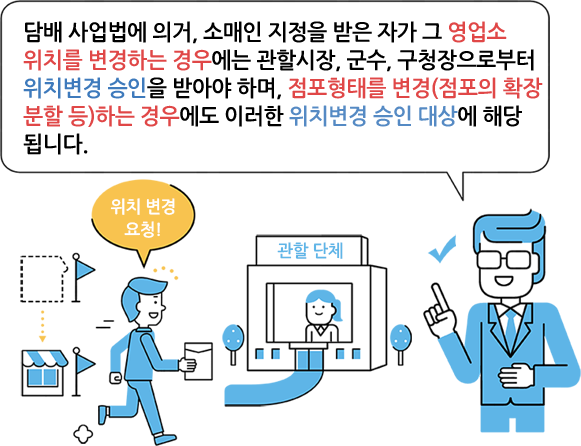 담배 사업법에 의거, 소매인 지정을 받은 자가 그 영업소
위치를 변경하는 경우에는 관할시장, 군수, 구청장으로부터
위치변경 승인을 받아야 하며, 점포형태를 변경(점포의 확장
분할 등)하는 경우에도 이러한 위치변경 승인 대상에 해당
됩니다.
위치 변경
요청!
관할 단체